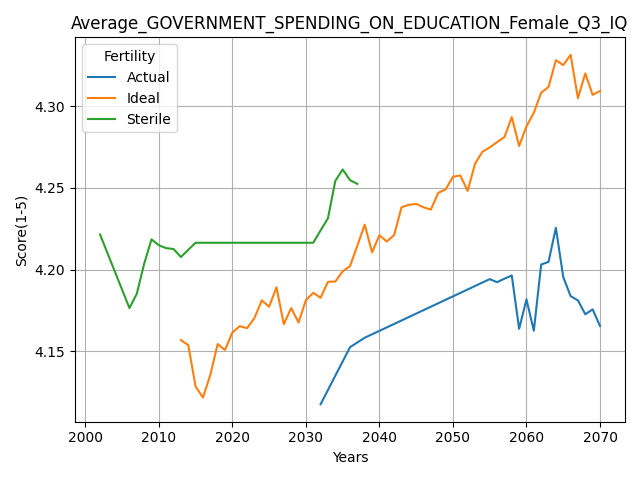 Average_GOVERNMENT_SPENDING_ON_EDUCATION_Female_Q3_IQ
Fertility
Actual
Ideal
Sterile
Score(1-5)
4.30
4.25
4.20
4.15
2000 2010 2020 2030 2040 2050 2060 2070
Years